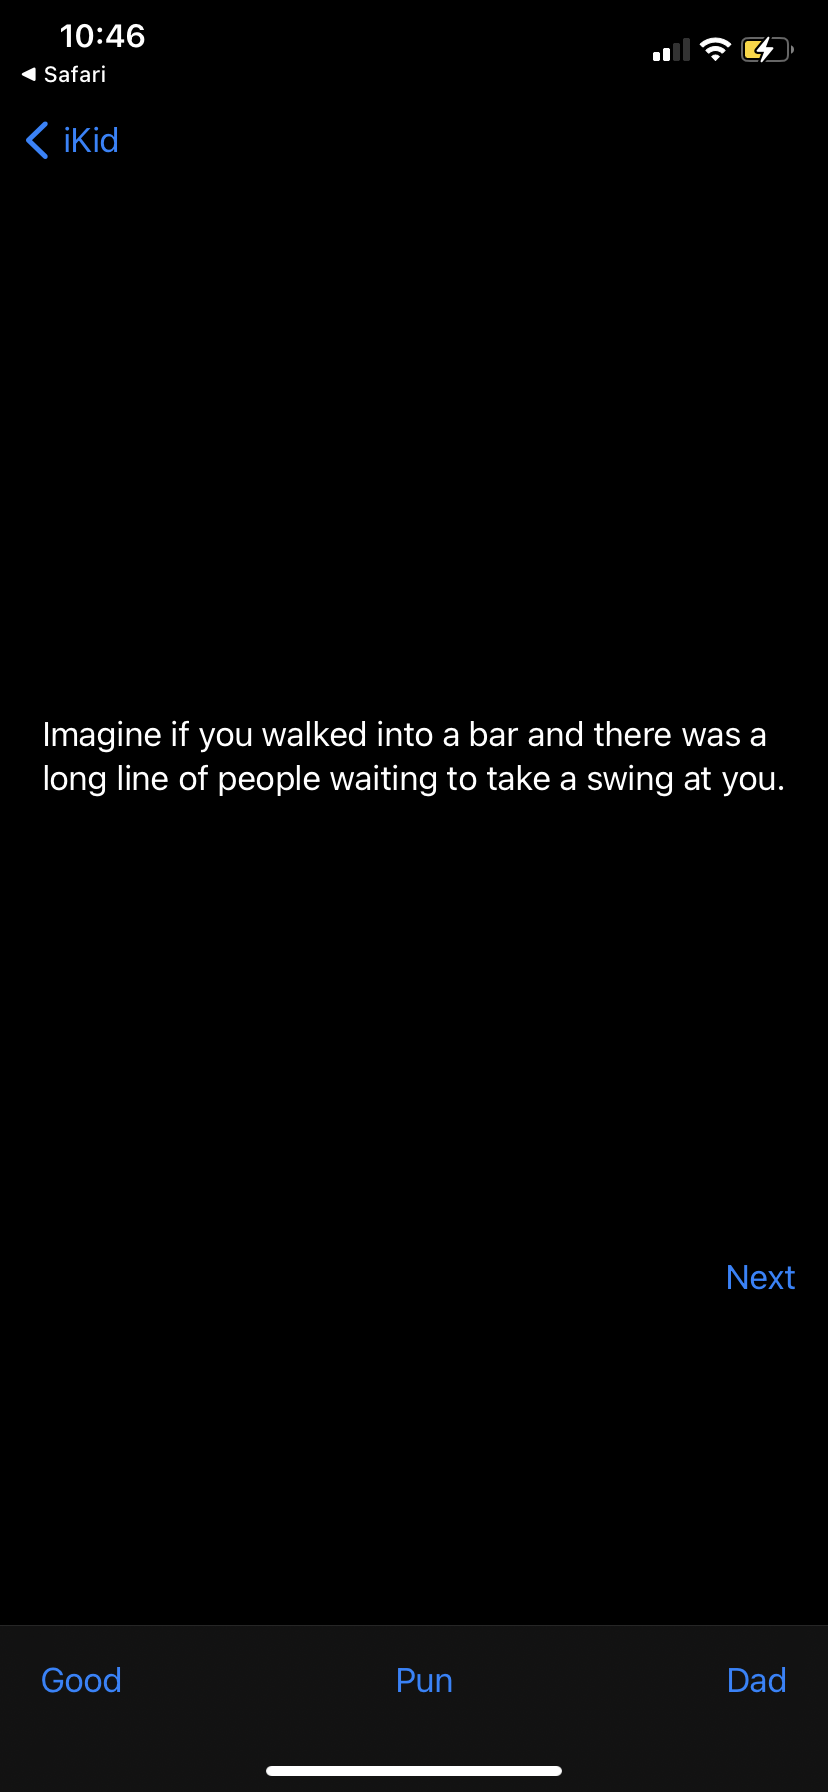 10:46
◀ Safari
iKid
Imagine if you walked into a bar and there was a
long line of people waiting to take a swing at you.
Next
Good
Pun
Dad